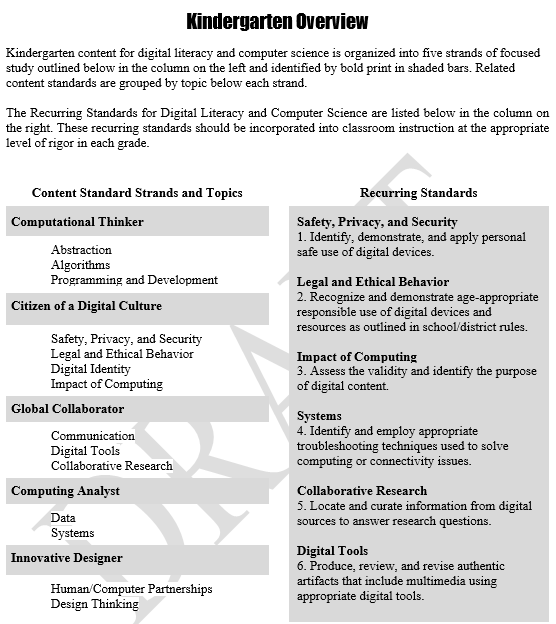 Kindergarten Overview
Kindergarten content for digital literacy and computer science is organized into five strands of focused
study outlined below in the column on the left and identified by bold print in shaded bars. Related
content standards are grouped by topic below each strand.
The Recurring Standards for Digital Literacy and Computer Science are listed below in the column on
the right. These recurring standards should be incorporated into classroom instruction at the appropriate
level of rigor in each grade.
Content Standard Strands and Topics
Computational Thinker
Abstraction
Algorithms
Programming and Development
Citizen of a Digital Culture
Safety, Privacy, and Security
Legal and Ethical Behavior
Digital Identity
Impact of Computing
Global Collaborator
Communication
Digital Tools
Collaborative Research
Computing Analyst
Data
Systems
Innovative Designer
Human/Computer Partnerships
Design Thinking
Recurring Standards
Safety, Privacy, and Security
1. Identify, demonstrate, and apply personal
safe use of digital devices.
Legal and Ethical Behavior
2. Recognize and demonstrate age-appropriate
responsible use of digital devices and
resources as outlined in school/district rules.
Impact of Computing
3. Assess the validity and identify the purpose
of digital content.
Systems
4. Identify and employ appropriate
troubleshooting techniques used to solve
computing or connectivity issues.
Collaborative Research
5. Locate and curate information from digital
sources to answer research questions.
Digital Tools
6. Produce, review, and revise authentic
artifacts that include multimedia using
appropriate digital tools.
DRAFT